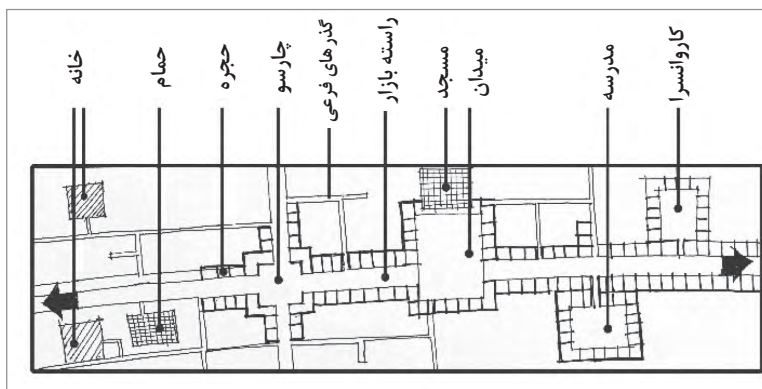 کاروانسرا
مدرسه
میدان
مسجد
راسته بازار
گذرهای فرعی
چارسو
حجره
حمام
خانه